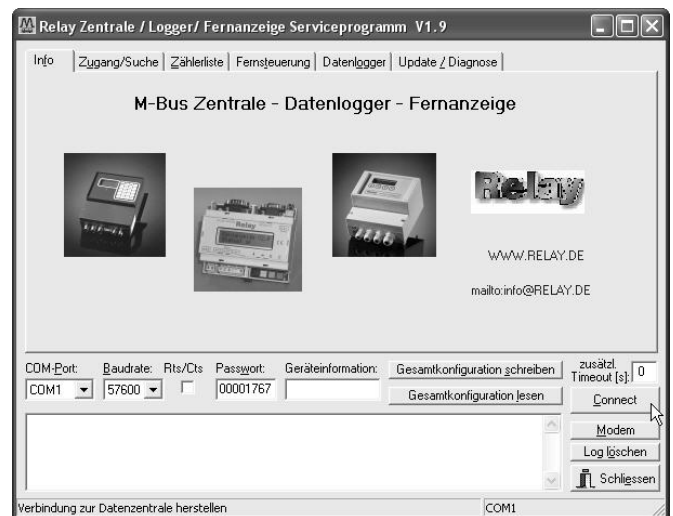 Relay Zentrale / Logger/ Fernanzeige Serviceprogramm V1.9
Info Zugang/Suche Zählerliste Fernsteuerung Datenlogger Update / Diagnose
M-Bus Zentrale - Datenlogger - Fernanzeige
Relay
Relay
WWW.RELAY.DE
mailto:info@RELAY.DE
COM-Port: Baudrate: Rts/Cts Passwort: Geräteinformation: Gesamtkonfiguration schreiben zusätzl. Timeout [s]: 0
COM1 57600 00001767 Gesamtkonfiguration lesen Connect
Modem
Log löschen
Schliessen
Verbindung zur Datenzentrale herstellen COM1